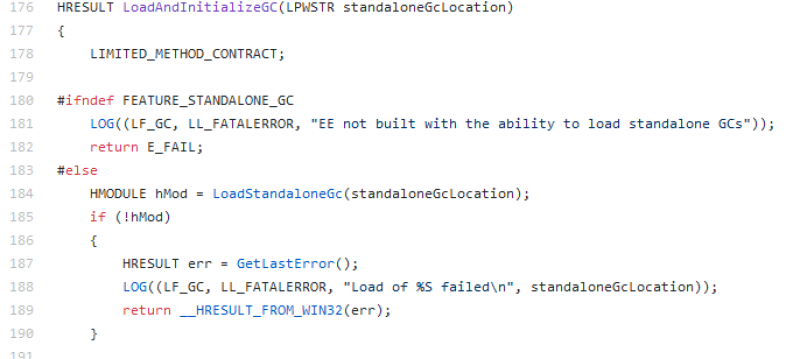 176 HRESULT LoadAndInitializeGC(LPWSTR standaloneGcLocation)
177 {
178     LIMITED_METHOD_CONTRACT;
179
180 #ifndef FEATURE_STANDALONE_GC
181     LOG((LF_GC, LL_FATALERROR, "EE not built with the ability to load standalone GCs"));
182     return E_FAIL;
183 #else
184     HMODULE hMod = LoadStandaloneGc(standaloneGcLocation);
185     if (!hMod)
186     {
187         HRESULT err = GetLastError();
188         LOG((LF_GC, LL_FATALERROR, "Load of %S failed\n", standaloneGcLocation));
189         return __HRESULT_FROM_WIN32(err);
190     }
191